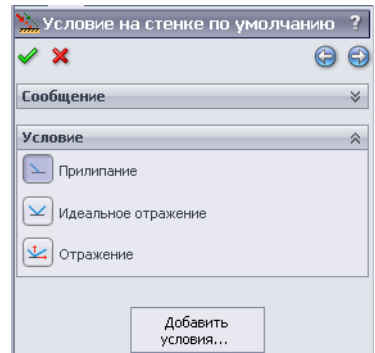 Условие на стенке по умолчанию ?
Сообщение
Условие
Прилипание
Идеальное отражение
Отражение
Добавить
условия...